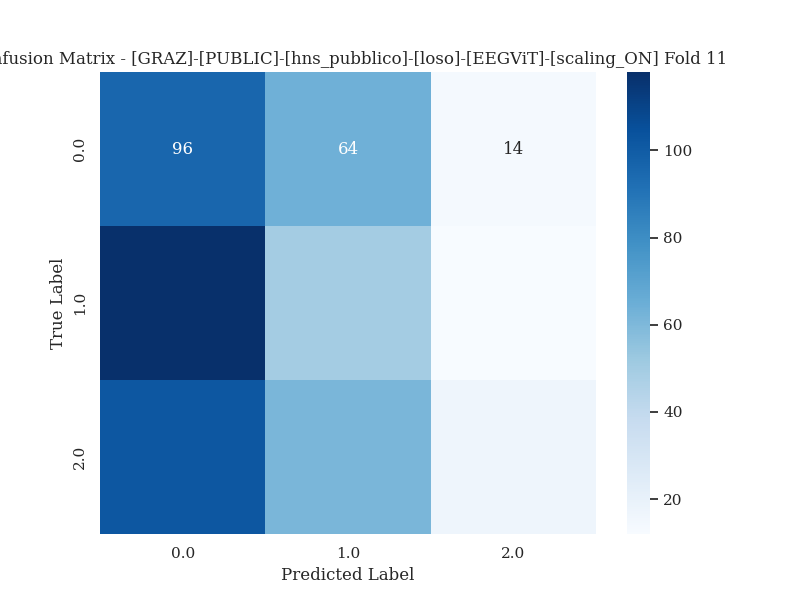 nfusion Matrix - [GRAZ]-[PUBLIC]-[hns_pubblico]-[loso]-[EEGViT]-[scaling_ON] Fold 11
96 64 14
0.0
1.0
2.0
True Label
0.0 1.0 2.0
Predicted Label
100
80
60
40
20